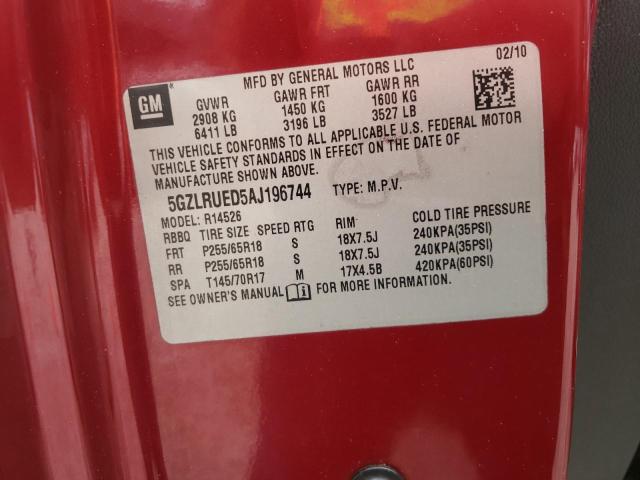 MFD BY GENERAL MOTORS LLC 02/10
GM GVWR GAWR FRT GAWR RR
2908 KG 1450 KG 1600 KG
6411 LB 3196 LB 3527 LB
THIS VEHICLE CONFORMS TO ALL APPLICABLE U.S. FEDERAL MOTOR
VEHICLE SAFETY STANDARDS IN EFFECT ON THE DATE OF
MANUFACTURE SHOWN ABOVE.
5GZLRUED5AJ196744 TYPE: M.P.V.
MODEL: R14526
RBBQ TIRE SIZE SPEED RTG RIM COLD TIRE PRESSURE
FRT P255/65R18 S 18X7.5J 240KPA(35PSI)
RR P255/65R18 S 18X7.5J 240KPA(35PSI)
SPA T145/70R17 M 17X4.5B 420KPA(60PSI)
SEE OWNER'S MANUAL FOR MORE INFORMATION.